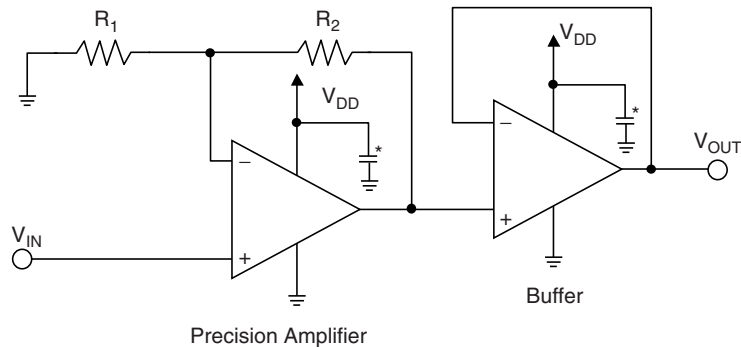 R1
R2
VDD
VDD
*
*
−
−
VOUT
VIN
+
+
Buffer
Precision Amplifier